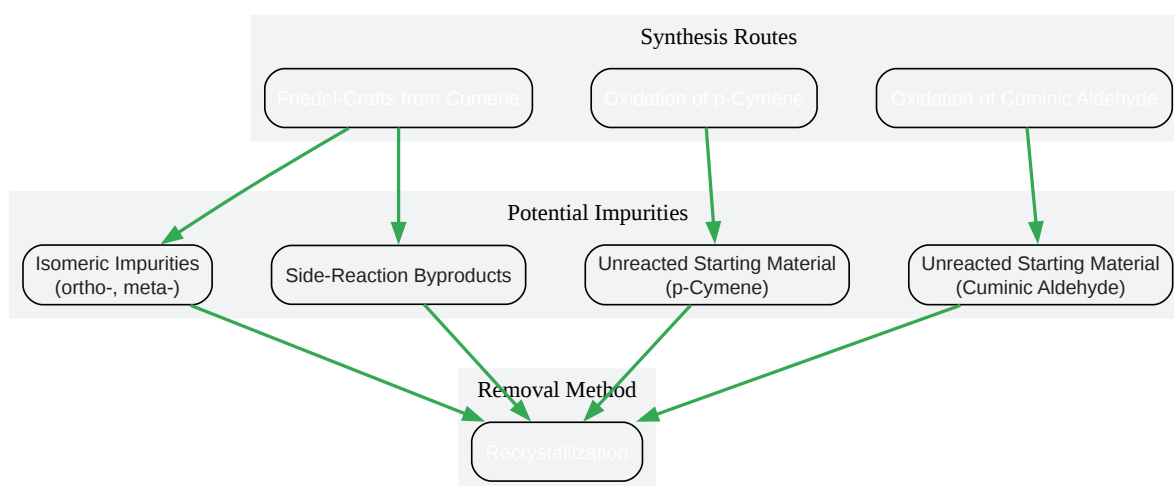 Synthesis Routes
Friedel-Crafts from Cumene
Oxidation of p-Cymene
Oxidation of Cuminic Aldehyde
Potential Impurities
Isomeric Impurities
(ortho-, meta-)
Side-Reaction Byproducts
Unreacted Starting Material
(p-Cymene)
Unreacted Starting Material
(Cuminic Aldehyde)
Removal Method
Recrystallization